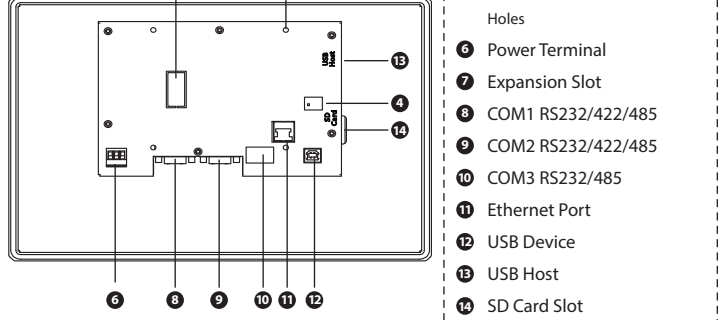 USB
Host
13
4
SD
Card
14
6
8
9
10
11
12
Holes
6 Power Terminal
7 Expansion Slot
8 COM1 RS232/422/485
9 COM2 RS232/422/485
10 COM3 RS232/485
11 Ethernet Port
12 USB Device
13 USB Host
14 SD Card Slot